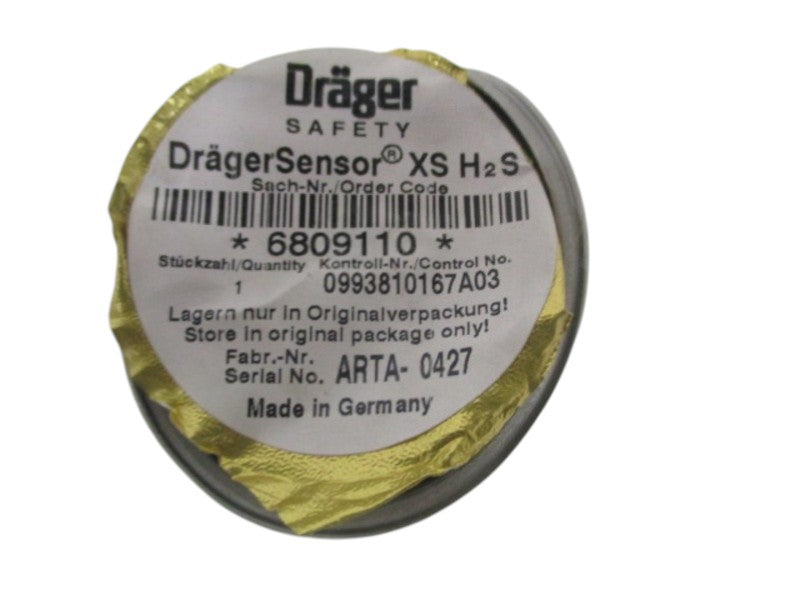 Dräger
SAFETY
DrägerSensor® XS H₂S
Sach-Nr./Order Code
* 6809110 *
Stückzahl/Quantity Kontroll-Nr./Control No.
1 0993810167A03
Lagern nur in Originalverpackung!
Store in original package only!
Fabr.-Nr.
Serial No. ARTA- 0427
Made in Germany